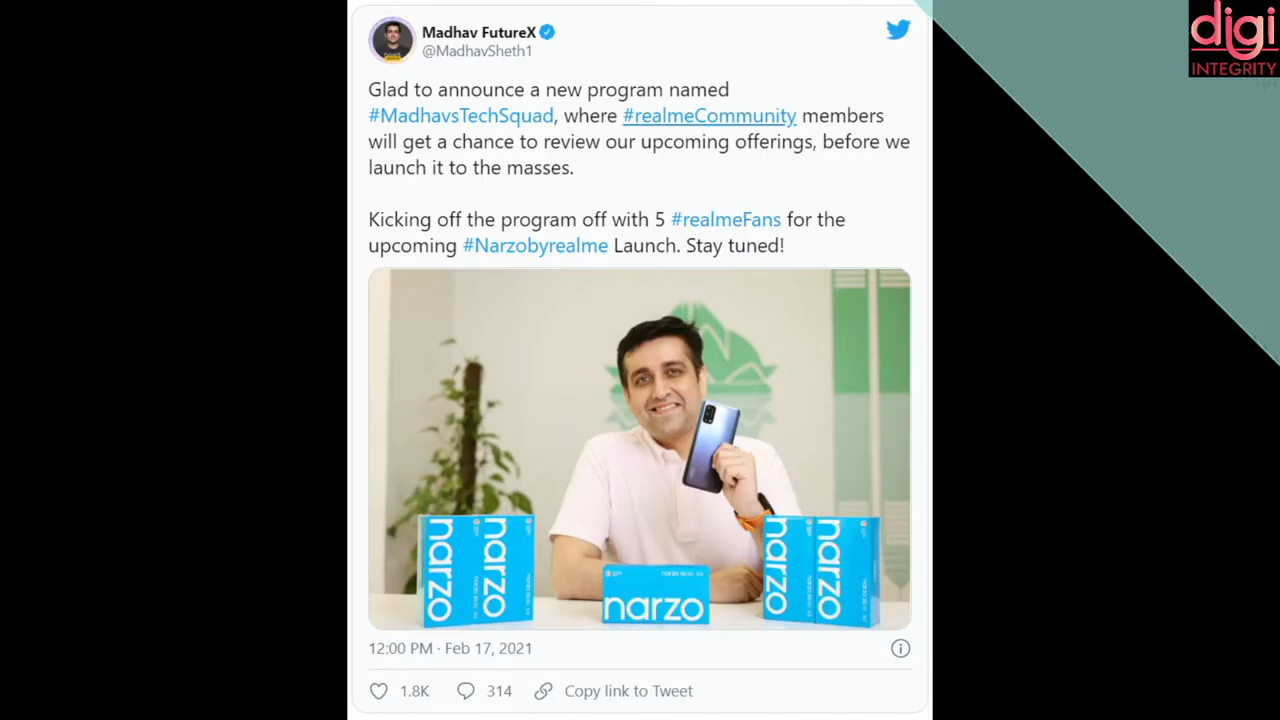 digi
INTEGRITY
Madhav FutureX
@MadhavSheth1
Glad to announce a new program named
#MadhavsTechSquad, where #realmeCommunity members
will get a chance to review our upcoming offerings, before we
launch it to the masses.
Kicking off the program off with 5 #realmeFans for the
upcoming #Narzobyrealme Launch. Stay tuned!
narzo
narzo
narzo
narzo
narzo
12:00 PM · Feb 17, 2021
1.8K
314
Copy link to Tweet